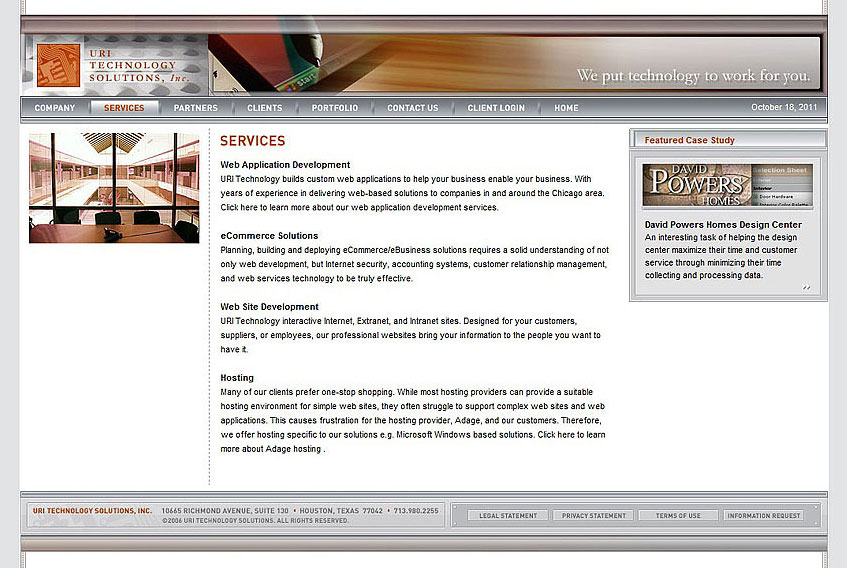 URI
TECHNOLOGY
SOLUTIONS, Inc.
start
We put technology to work for you.
COMPANY SERVICES PARTNERS CLIENTS PORTFOLIO CONTACT US CLIENT LOGIN HOME October 18, 2011
SERVICES
Web Application Development
URI Technology builds custom web applications to help your business enable your business. With
years of experience in delivering web-based solutions to companies in and around the Chicago area.
Click here to learn more about our web application development services.
eCommerce Solutions
Planning, building and deploying eCommerce/eBusiness solutions requires a solid understanding of not
only web development, but Internet security, accounting systems, customer relationship management,
and web services technology to be truly effective.
Web Site Development
URI Technology interactive Internet, Extranet, and Intranet sites. Designed for your customers,
suppliers, or employees, our professional websites bring your information to the people you want to
have it.
Hosting
Many of our clients prefer one-stop shopping. While most hosting providers can provide a suitable
hosting environment for simple web sites, they often struggle to support complex web sites and web
applications. This causes frustration for the hosting provider, Adage, and our customers. Therefore,
we offer hosting specific to our solutions e.g. Microsoft Windows based solutions. Click here to learn
more about Adage hosting .
Featured Case Study
DAVID
POWERS
HOMES
Selection Sheet
Interior
Door Hardware
David Powers Homes Design Center
An interesting task of helping the design
center maximize their time and customer
service through minimizing their time
collecting and processing data.
URI TECHNOLOGY SOLUTIONS, INC. 10665 RICHMOND AVENUE, SUITE 130 • HOUSTON, TEXAS 77042 • 713.980.2255
©2006 URI TECHNOLOGY SOLUTIONS. ALL RIGHTS RESERVED.
LEGAL STATEMENT PRIVACY STATEMENT TERMS OF USE INFORMATION REQUEST